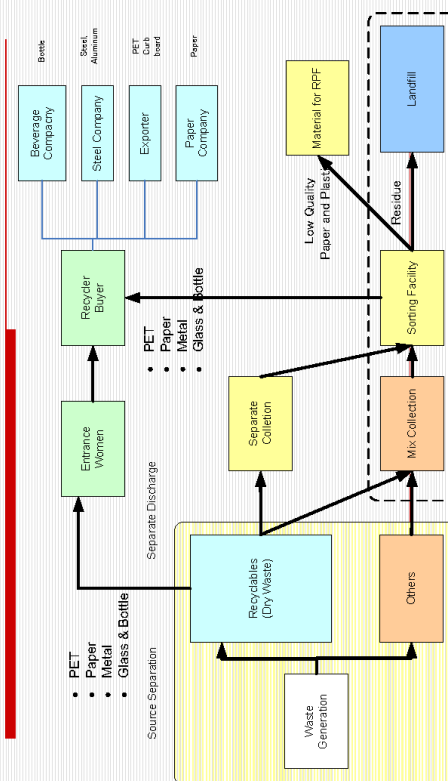 Bottle
Steel,
Aluminum
PET
Curb
board
Paper
Beverage
Compacny
Steel Company
Exporter
Paper
Company
Recycler
Buyer
Entrance
Women
• PET
• Paper
• Metal
• Glass & Bottle
Separate Discharge
• PET
• Paper
• Metal
• Glass & Bottle
Source Separation
Material for RPF
Landfill
Low Quality
Paper and Plastic
Residue
Sorting Facility
Separate
Colletion
Mix Collection
Recyclables
(Dry Waste)
Others
Waste
Generation